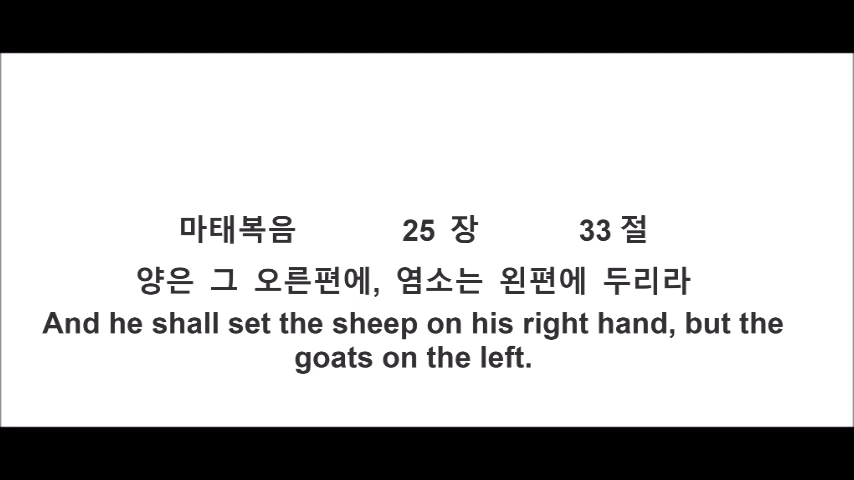 마태복음 25 장 33 절
양은 그 오른편에, 염소는 왼편에 두리라
And he shall set the sheep on his right hand, but the
goats on the left.